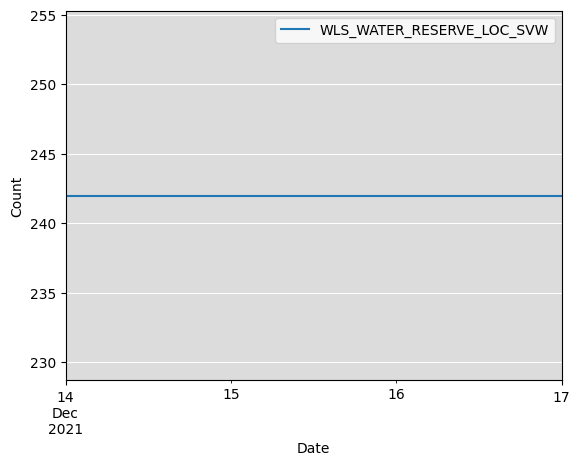 WLS_WATER_RESERVE_LOC_SVW
255
250
245
240
235
230
Count
14
Dec
2021
15
16
17
Date